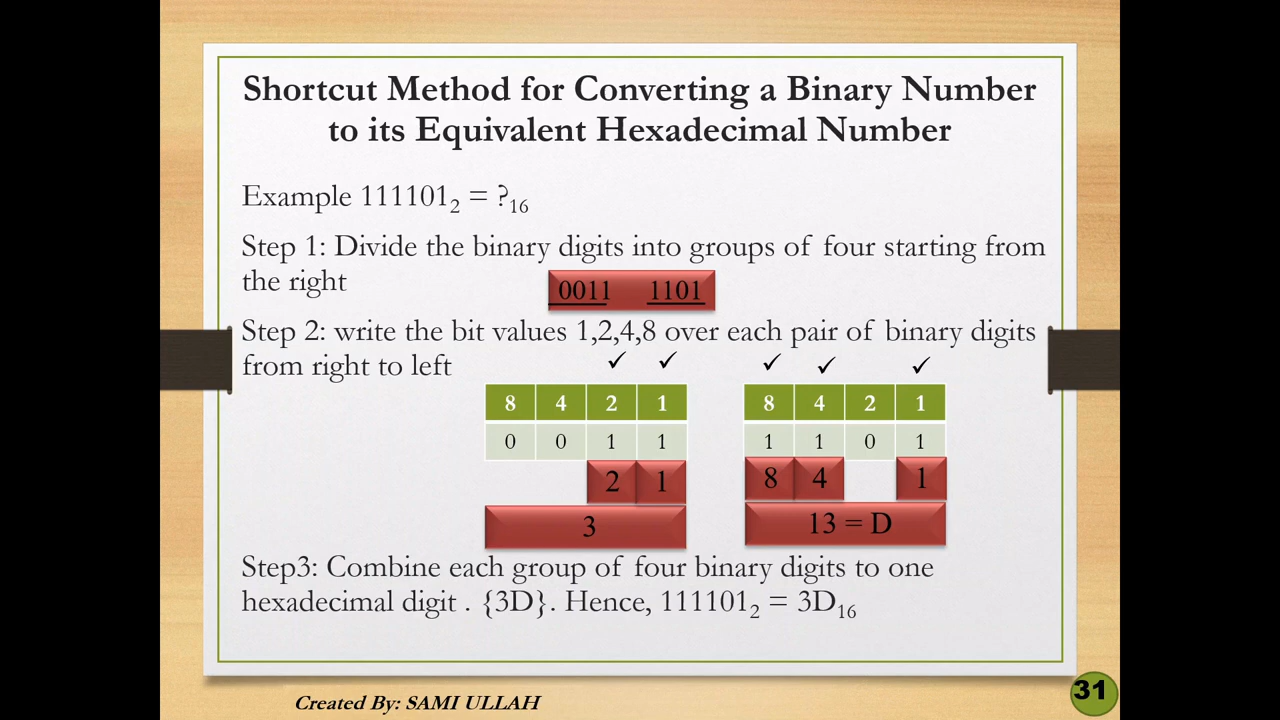 Shortcut Method for Converting a Binary Number
to its Equivalent Hexadecimal Number
Example 111101₂ = ?₁₆
Step 1: Divide the binary digits into groups of four starting from
the right
0011 1101
Step 2: write the bit values 1,2,4,8 over each pair of binary digits
from right to left
✓ ✓ ✓ ✓ ✓
8 4 2 1 8 4 2 1
0 0 1 1 1 1 0 1
2 1 8 4 1
3 13 = D
Step3: Combine each group of four binary digits to one
hexadecimal digit . {3D}. Hence, 111101₂ = 3D₁₆
Created By: SAMI ULLAH
31